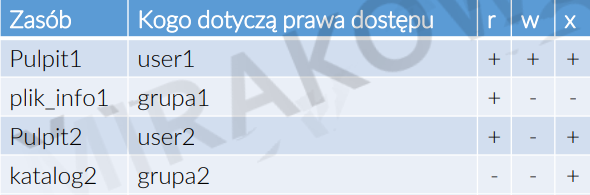 Zasób Kogo dotyczą prawa dostępu r w x
Pulpit1 user1 + + +
plik_info1 grupa1 + - -
Pulpit2 user2 + - +
katalog2 grupa2 - - +